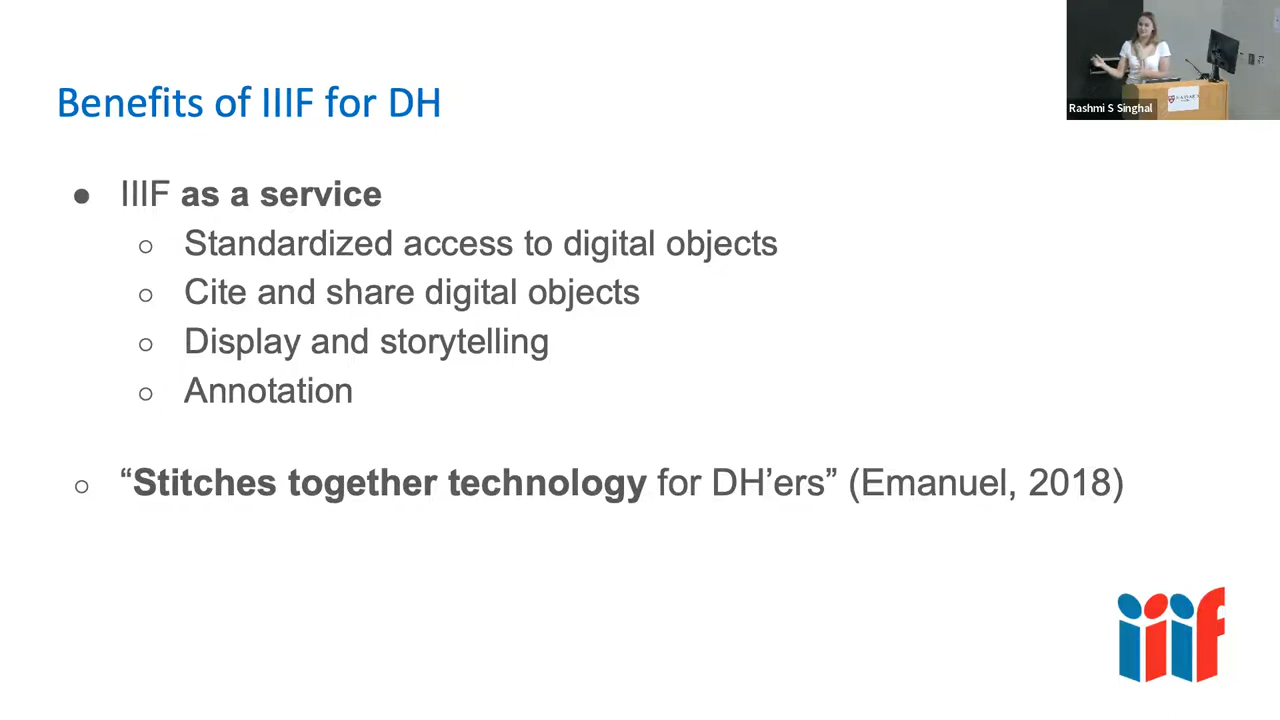 Benefits of IIIF for DH
Rashmi S Singhal
● IIIF as a service
○ Standardized access to digital objects
○ Cite and share digital objects
○ Display and storytelling
○ Annotation
○ “Stitches together technology for DH’ers” (Emanuel, 2018)
iiif